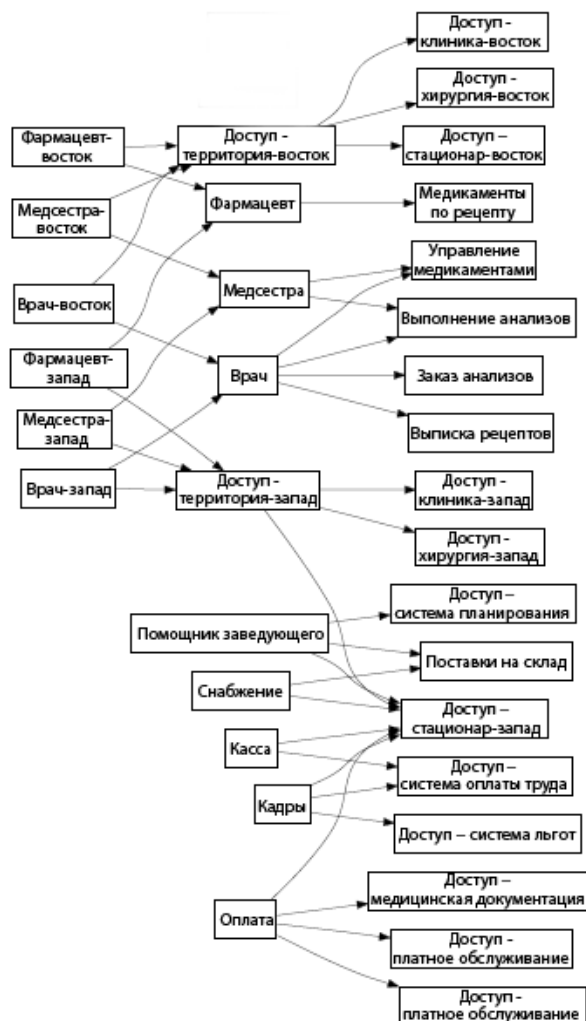 Доступ -
клиника-восток
Доступ -
хирургия-восток
Фармацевт-
восток
Доступ -
территория-восток
Доступ –
стационар-восток
Медсестра-
восток
Фармацевт
Медикаменты
по рецепту
Управление
медикаментами
Медсестра
Врач-восток
Выполнение анализов
Фармацевт-
запад
Врач
Заказ анализов
Медсестра-
запад
Выписка рецептов
Врач-запад
Доступ -
территория-запад
Доступ -
клиника-запад
Доступ -
хирургия-запад
Доступ –
система планирования
Помощник заведующего
Поставки на склад
Снабжение
Доступ –
стационар-запад
Касса
Доступ –
система оплаты труда
Кадры
Доступ – система льгот
Доступ –
медицинская документация
Оплата
Доступ -
платное обслуживание
Доступ -
платное обслуживание